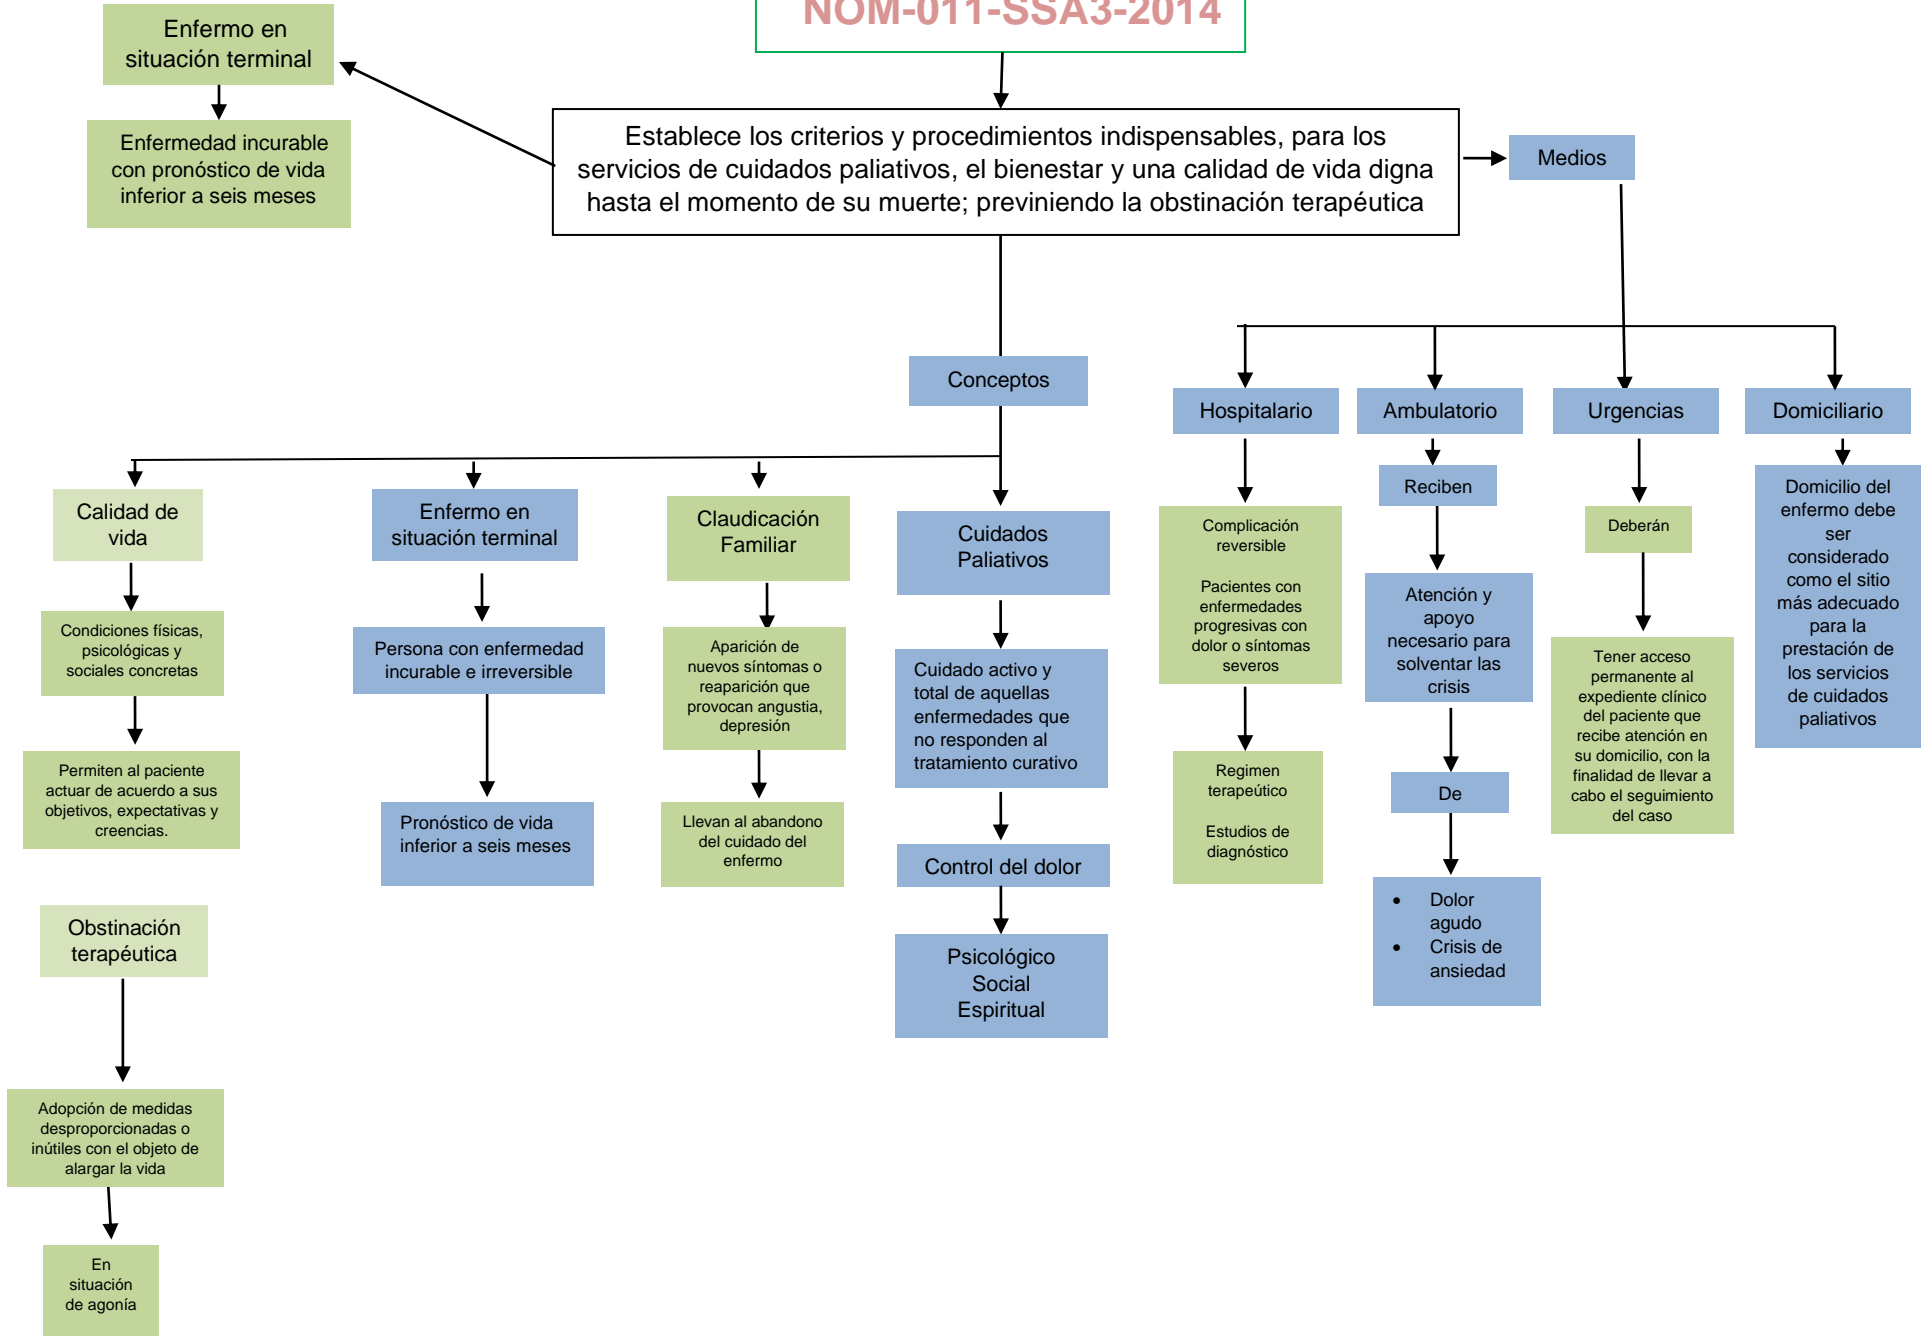 NOM-011-SSA3-2014
Enfermo en
situación terminal
Enfermedad incurable
con pronóstico de vida
inferior a seis meses
Establece los criterios y procedimientos indispensables, para los
servicios de cuidados paliativos, el bienestar y una calidad de vida digna
hasta el momento de su muerte; previniendo la obstinación terapéutica
Medios
Conceptos
Hospitalario
Ambulatorio
Urgencias
Domiciliario
Calidad de
vida
Condiciones físicas,
psicológicas y
sociales concretas
Permiten al paciente
actuar de acuerdo a sus
objetivos, expectativas y
creencias.
Obstinación
terapéutica
Adopción de medidas
desproporcionadas o
inútiles con el objeto de
alargar la vida
En
situación
de agonía
Enfermo en
situación terminal
Persona con enfermedad
incurable e irreversible
Pronóstico de vida
inferior a seis meses
Claudicación
Familiar
Aparición de
nuevos síntomas o
reaparición que
provocan angustia,
depresión
Llevan al abandono
del cuidado del
enfermo
Cuidados
Paliativos
Cuidado activo y
total de aquellas
enfermedades que
no responden al
tratamiento curativo
Control del dolor
Psicológico
Social
Espiritual
Complicación
reversible
Pacientes con
enfermedades
progresivas con
dolor o síntomas
severos
Regimen
terapeútico
Estudios de
diagnóstico
Reciben
Atención y
apoyo
necesario para
solventar las
crisis
De
• Dolor
agudo
• Crisis de
ansiedad
Deberán
Tener acceso
permanente al
expediente clínico
del paciente que
recibe atención en
su domicilio, con la
finalidad de llevar a
cabo el seguimiento
del caso
Domicilio del
enfermo debe
ser
considerado
como el sitio
más adecuado
para la
prestación de
los servicios
de cuidados
paliativos